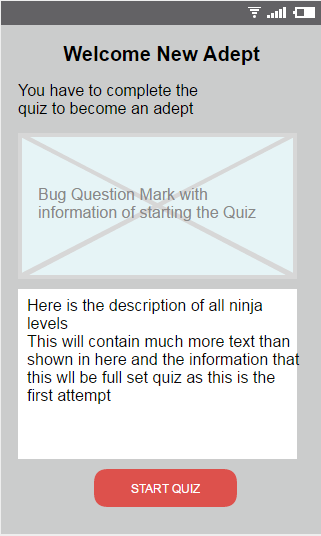 Welcome New Adept
You have to complete the
quiz to become an adept
Bug Question Mark with
information of starting the Quiz
Here is the description of all ninja
levels
This will contain much more text than
shown in here and the information that
this wll be full set quiz as this is the
first attempt
START QUIZ